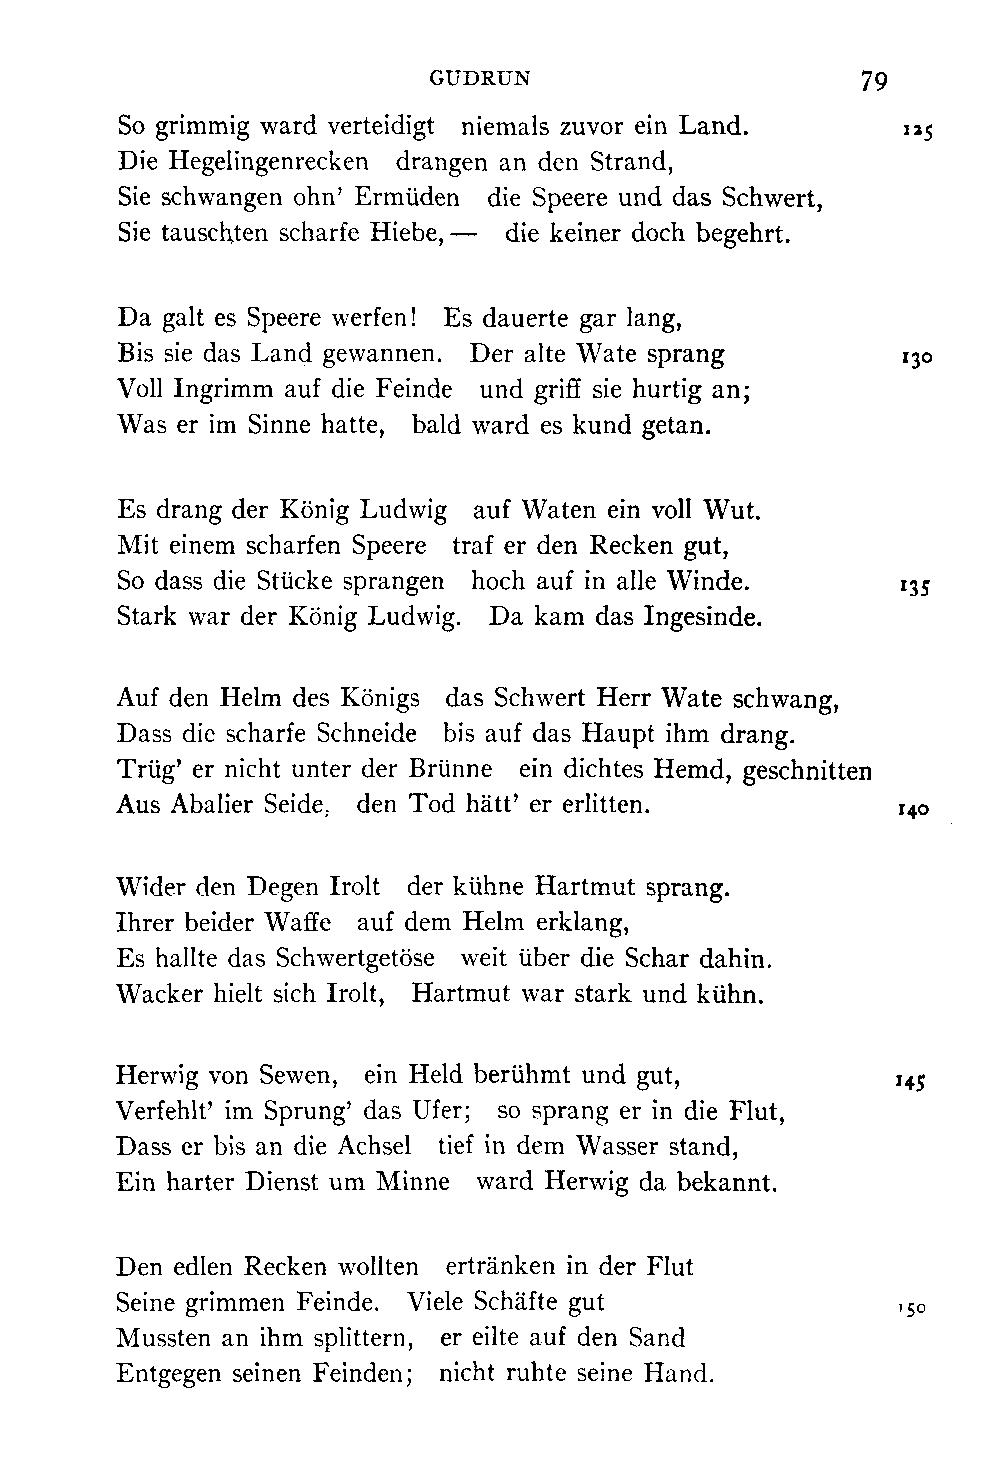 GUDRUN 79
So grimmig ward verteidigt niemals zuvor ein Land. 125
Die Hegelingenrecken drangen an den Strand,
Sie schwangen ohn' Ermüden die Speere und das Schwert,
Sie tauschten scharfe Hiebe, — die keiner doch begehrt.

Da galt es Speere werfen! Es dauerte gar lang,
Bis sie das Land gewannen. Der alte Wate sprang 130
Voll Ingrimm auf die Feinde und griff sie hurtig an;
Was er im Sinne hatte, bald ward es kund getan.

Es drang der König Ludwig auf Waten ein voll Wut.
Mit einem scharfen Speere traf er den Recken gut,
So dass die Stücke sprangen hoch auf in alle Winde. 135
Stark war der König Ludwig. Da kam das Ingesinde.

Auf den Helm des Königs das Schwert Herr Wate schwang,
Dass die scharfe Schneide bis auf das Haupt ihm drang.
Trüg' er nicht unter der Brünne ein dichtes Hemd, geschnitten
Aus Abalier Seide, den Tod hätt' er erlitten. 140

Wider den Degen Irolt der kühne Hartmut sprang.
Ihrer beider Waffe auf dem Helm erklang,
Es hallte das Schwertgetöse weit über die Schar dahin.
Wacker hielt sich Irolt, Hartmut war stark und kühn.

Herwig von Sewen, ein Held berühmt und gut, 145
Verfehlt' im Sprung' das Ufer; so sprang er in die Flut,
Dass er bis an die Achsel tief in dem Wasser stand,
Ein harter Dienst um Minne ward Herwig da bekannt.

Den edlen Recken wollten ertränken in der Flut
Seine grimmen Feinde. Viele Schäfte gut 150
Mussten an ihm splittern, er eilte auf den Sand
Entgegen seinen Feinden; nicht ruhte seine Hand.